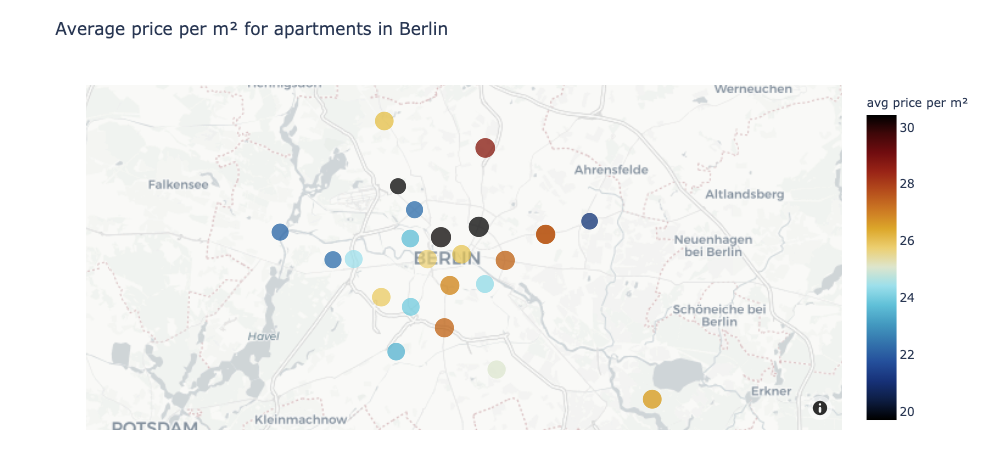 Average price per m² for apartments in Berlin
avg price per m²
Hennigsdorf
Werneuchen
30
Ahrensfelde
Falkensee
28
Altlandsberg
Neuenhagen
bei Berlin
26
BERLIN
24
Schöneiche bei
Berlin
Havel
22
Erkner
20
Kleinmachnow
POTSDAM